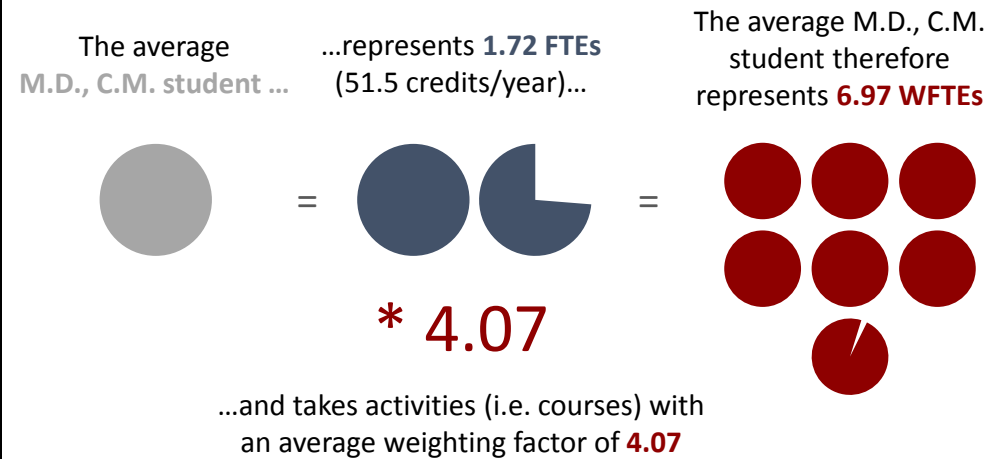 The average
M.D., C.M. student …
…represents 1.72 FTEs
(51.5 credits/year)…
The average M.D., C.M.
student therefore
represents 6.97 WFTEs
=
=
* 4.07
…and takes activities (i.e. courses) with
an average weighting factor of 4.07